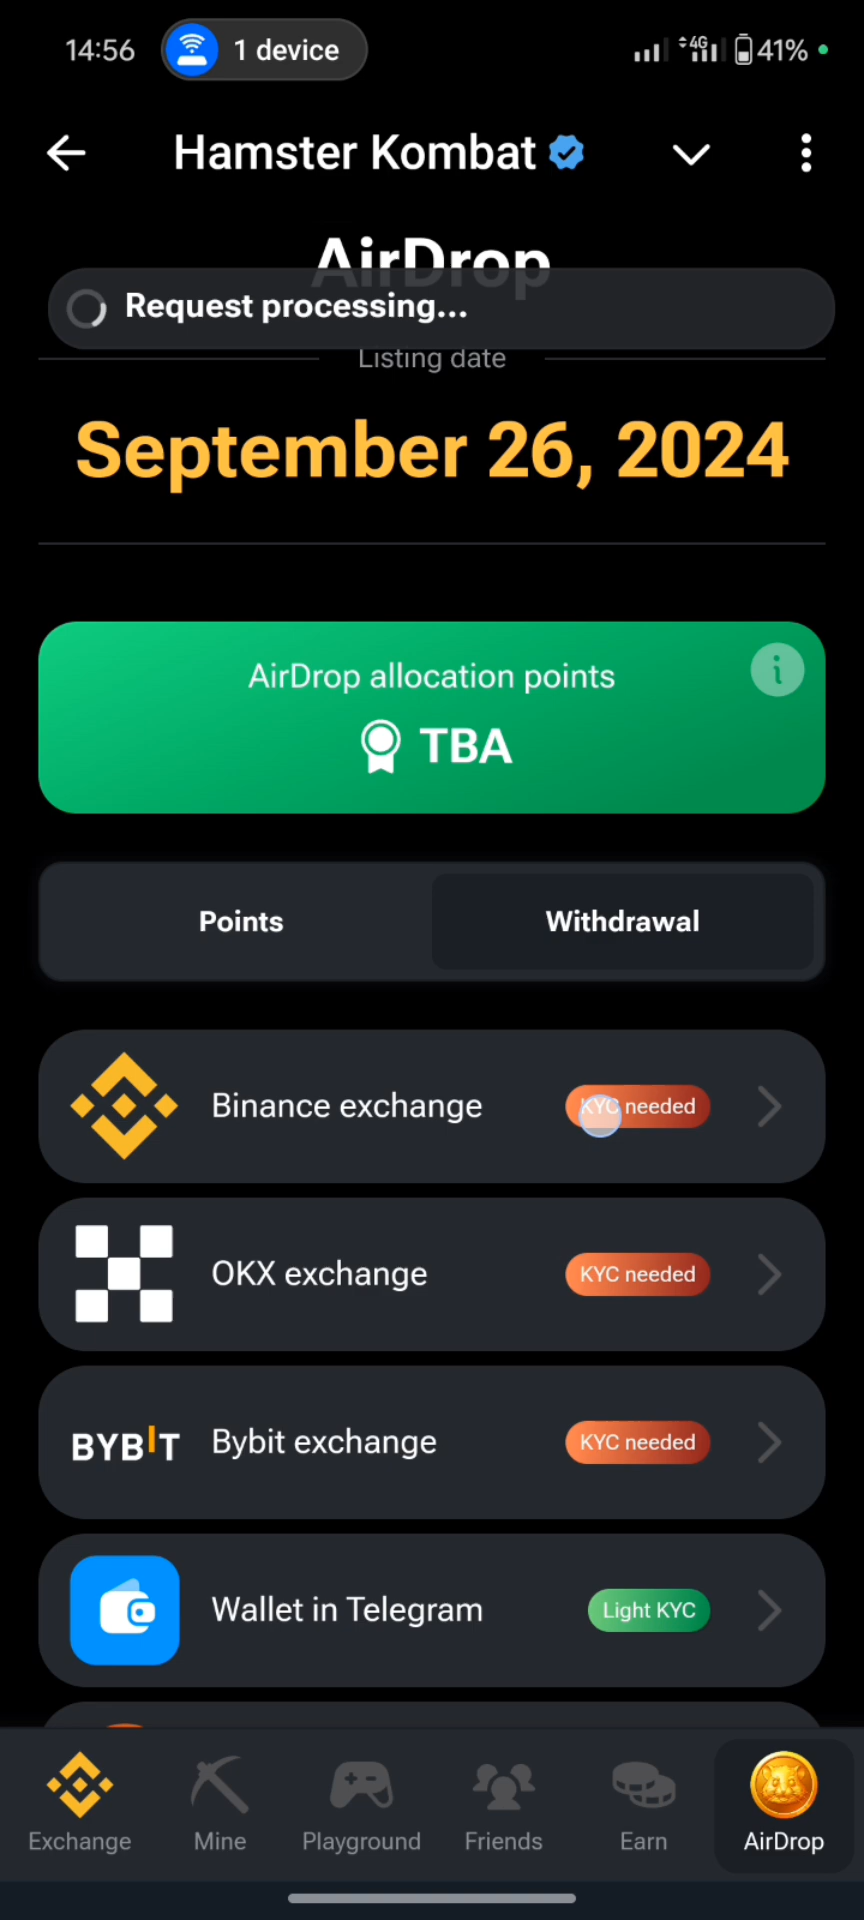 14:56
1 device
4G
41%
Hamster Kombat
AirDrop
Request processing...
Listing date
September 26, 2024
AirDrop allocation points
i
TBA
Points
Withdrawal
Binance exchange
KYC needed
OKX exchange
KYC needed
BYBIT
Bybit exchange
KYC needed
Wallet in Telegram
Light KYC
Exchange
Mine
Playground
Friends
Earn
AirDrop